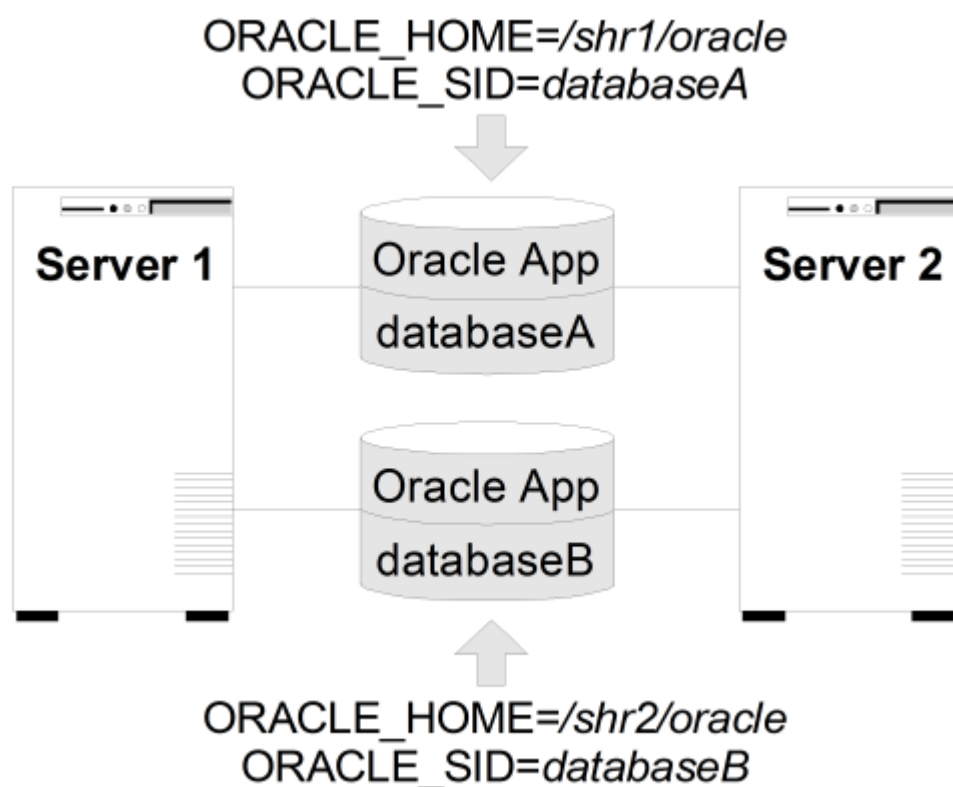 ORACLE_HOME=/shr1/oracle
ORACLE_SID=databaseA
Server 1
Oracle App
databaseA
Server 2
Oracle App
databaseB
ORACLE_HOME=/shr2/oracle
ORACLE_SID=databaseB